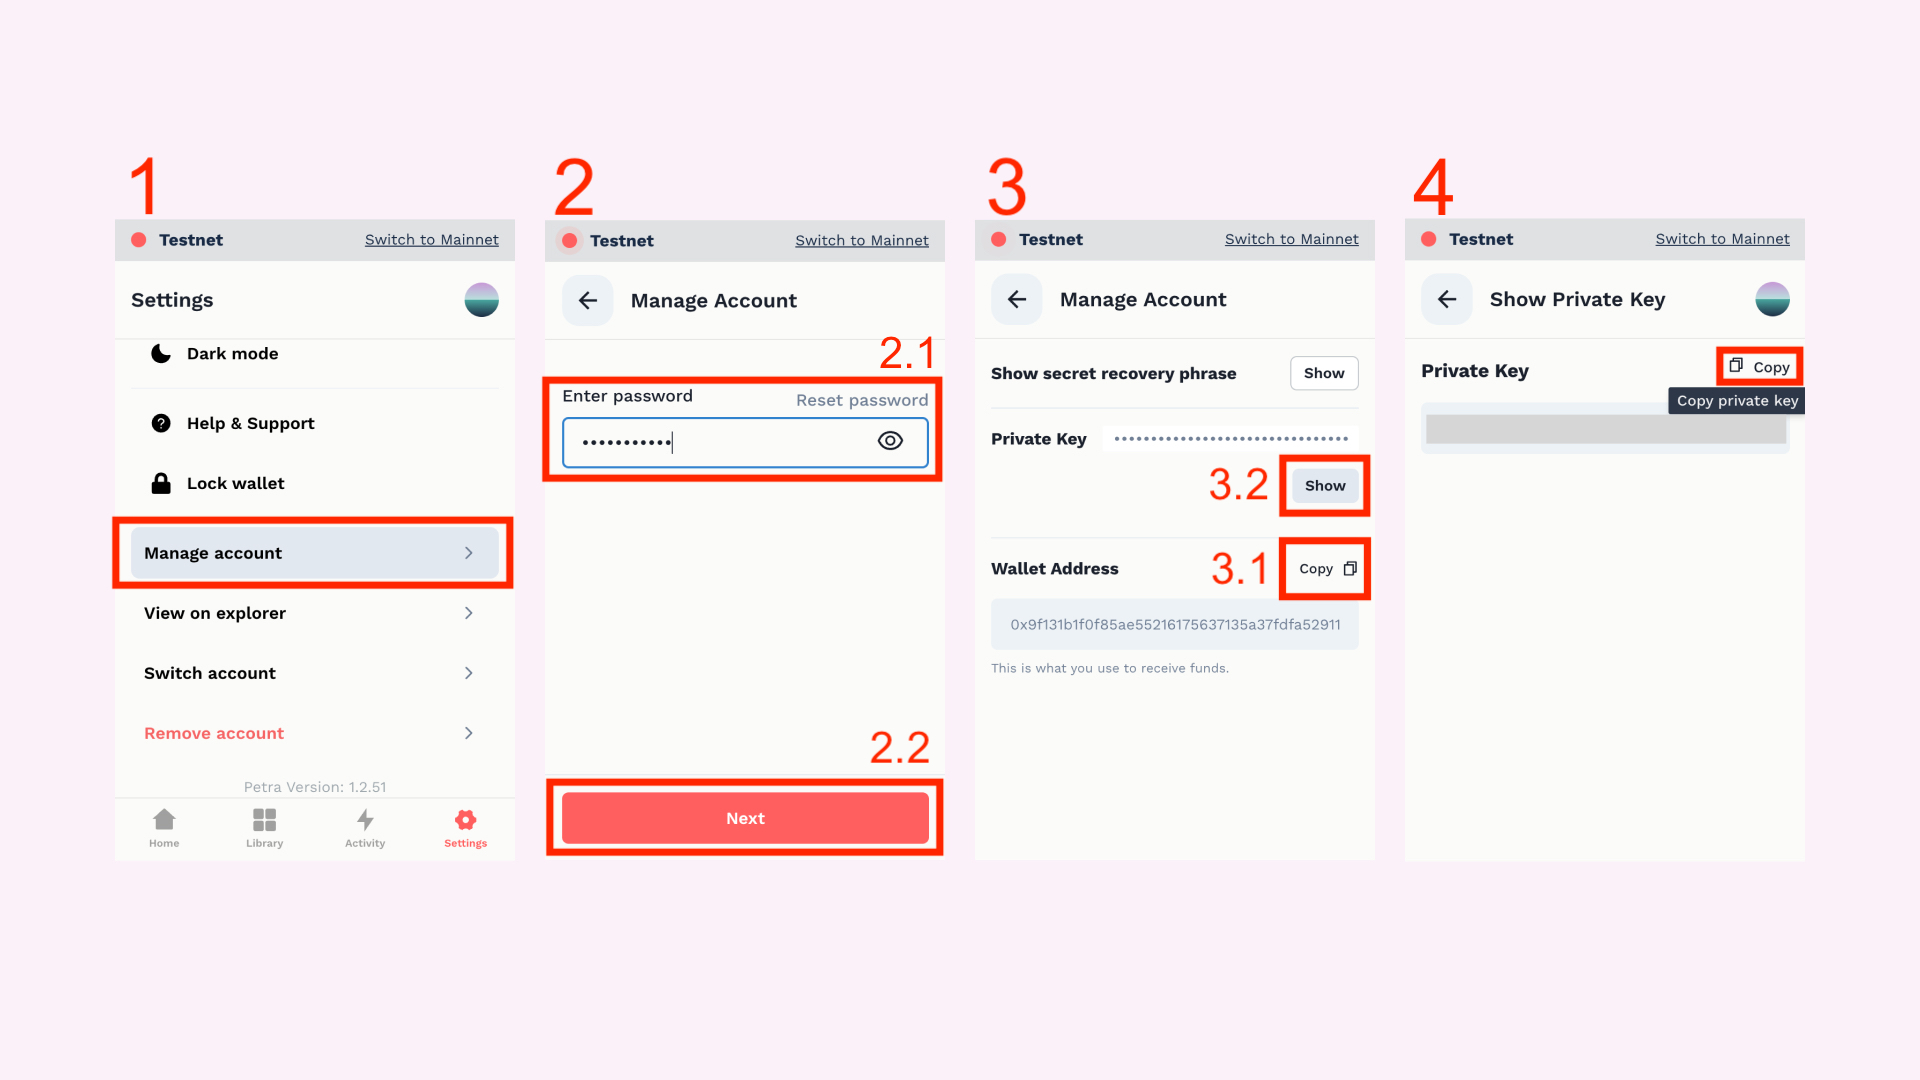 1
Testnet Switch to Mainnet
Settings
Dark mode
Help & Support
Lock wallet
Manage account
View on explorer
Switch account
Remove account
Petra Version: 1.2.51
Home Library Activity Settings
2
Testnet Switch to Mainnet
Manage Account
2.1
Enter password Reset password
2.2
Next
3
Testnet Switch to Mainnet
Manage Account
Show secret recovery phrase Show
Private Key
3.2 Show
Wallet Address 3.1 Copy
0x9f131b1f0f85ae55216175637135a37fdfa52911
This is what you use to receive funds.
4
Testnet Switch to Mainnet
Show Private Key
Private Key Copy
Copy private key